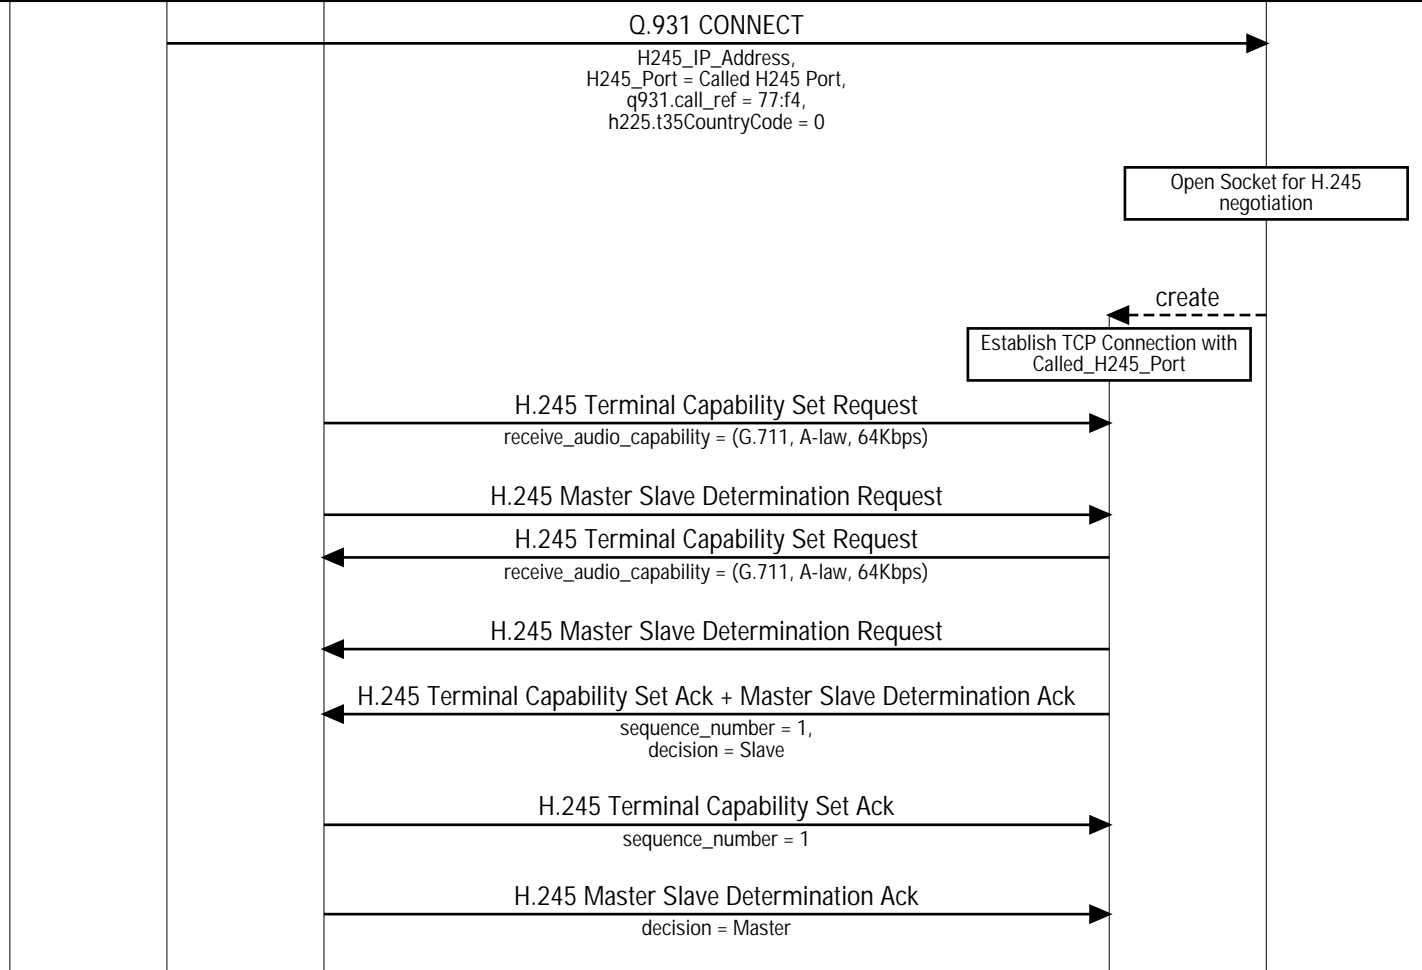 Q.931 CONNECT
H245_IP_Address,
H245_Port = Called H245 Port,
q931.call_ref = 77:f4,
h225.t35CountryCode = 0
Open Socket for H.245
negotiation
create
Establish TCP Connection with
Called_H245_Port
H.245 Terminal Capability Set Request
receive_audio_capability = (G.711, A-law, 64Kbps)
H.245 Master Slave Determination Request
H.245 Terminal Capability Set Request
receive_audio_capability = (G.711, A-law, 64Kbps)
H.245 Master Slave Determination Request
H.245 Terminal Capability Set Ack + Master Slave Determination Ack
sequence_number = 1,
decision = Slave
H.245 Terminal Capability Set Ack
sequence_number = 1
H.245 Master Slave Determination Ack
decision = Master